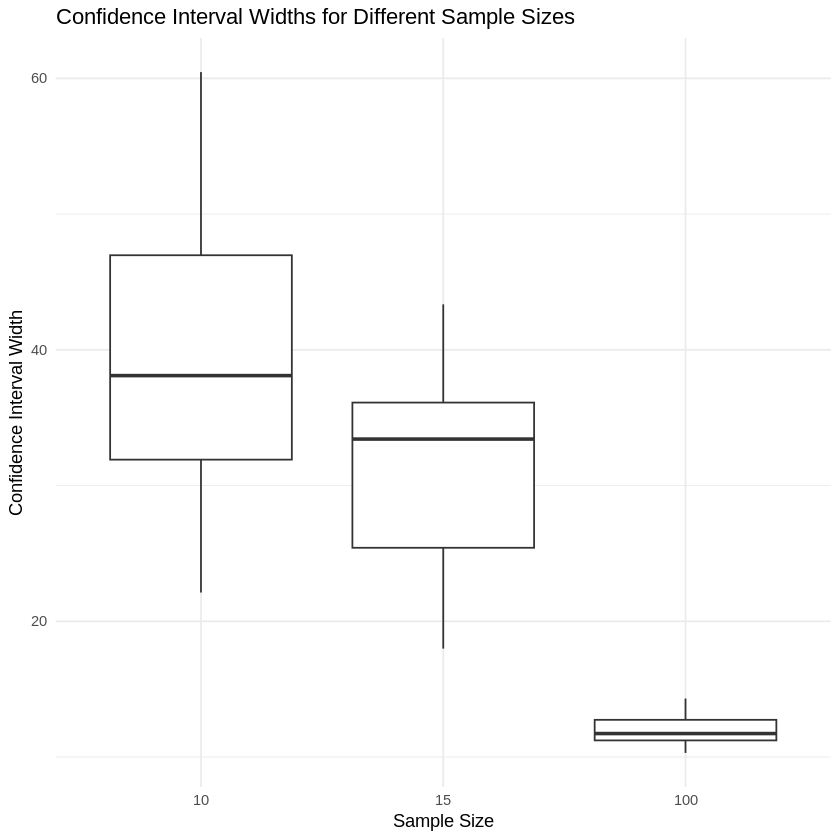 Confidence Interval Widths for Different Sample Sizes
60
40
20
Confidence Interval Width
10
15
100
Sample Size